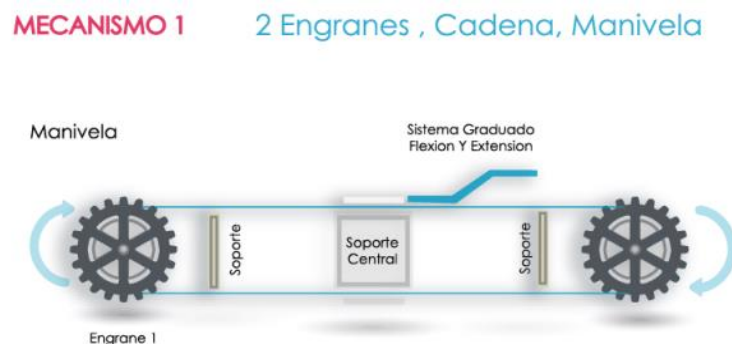 MECANISMO 1
2 Engranes , Cadena, Manivela
Manivela
Sistema Graduado
Flexion Y Extension
Soporte
Soporte
Central
Soporte
Engrane 1